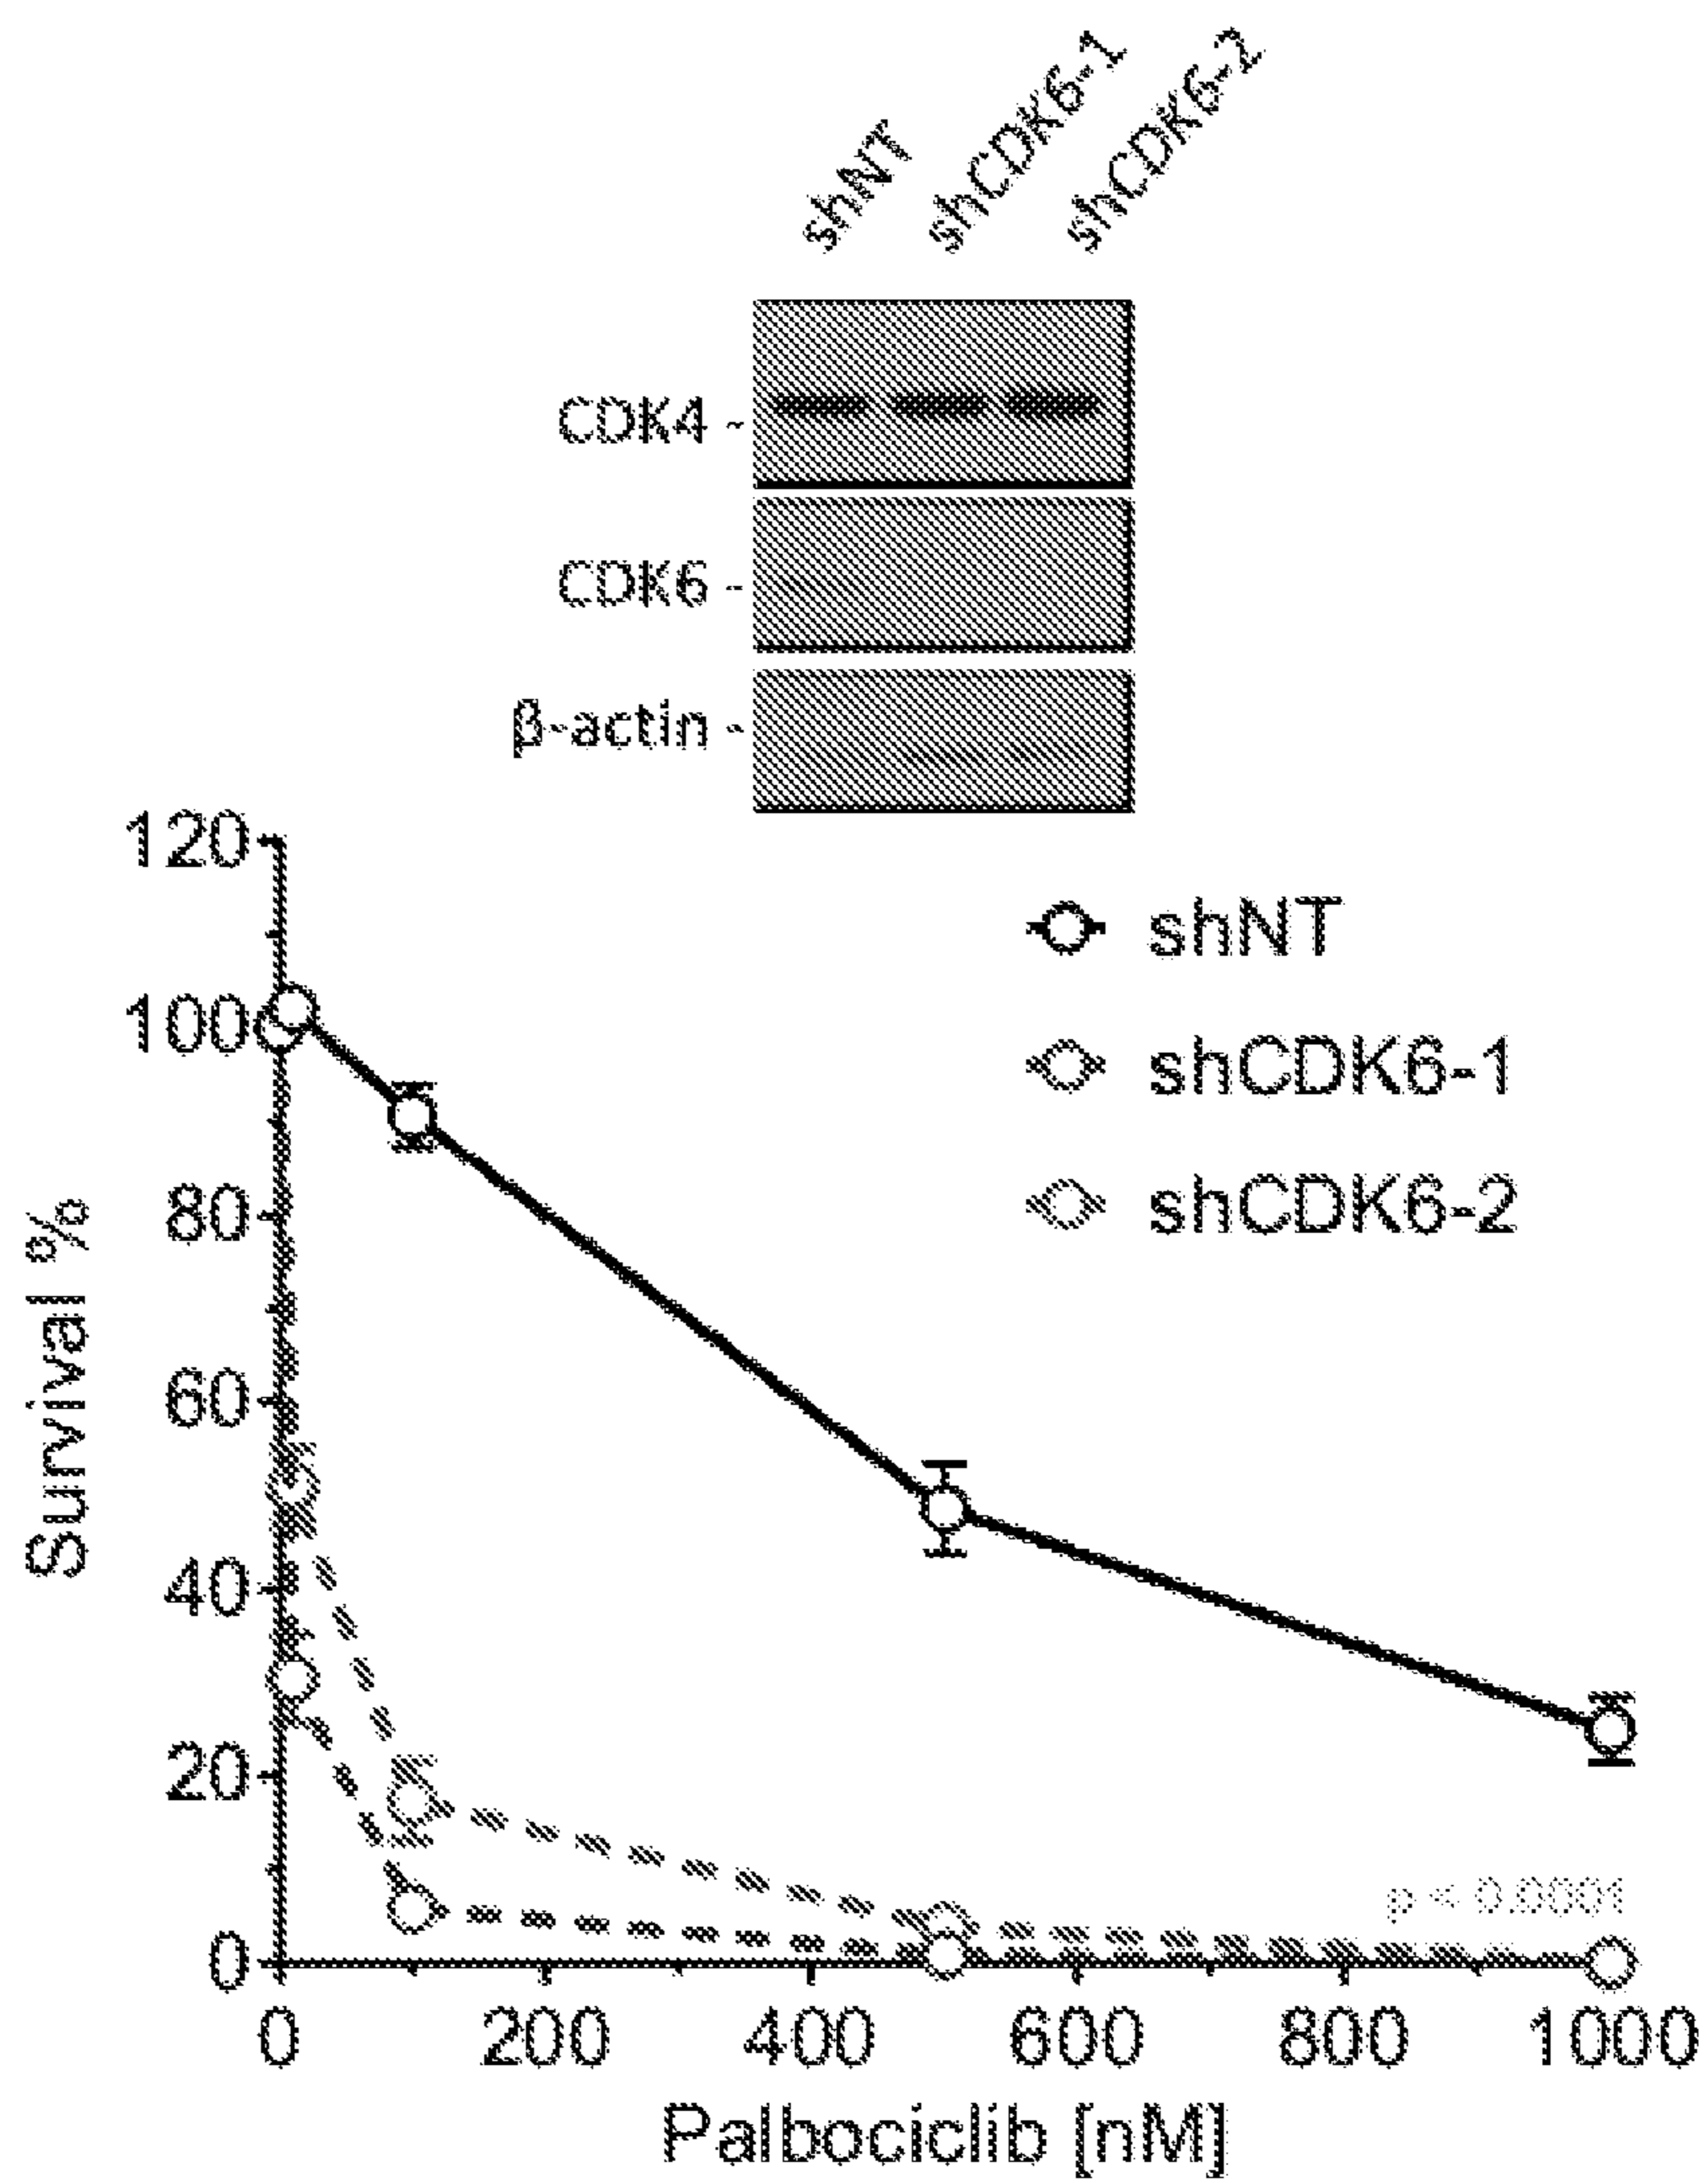 shNT shCDK6-1 shCDK6-2
CDK4 -
CDK6 -
β-actin -
120
100
80
60
40
20
0
Survival %
shNT
shCDK6-1
shCDK6-2
p < 0.0001
0 200 400 600 800 1000
Palbociclib [nM]